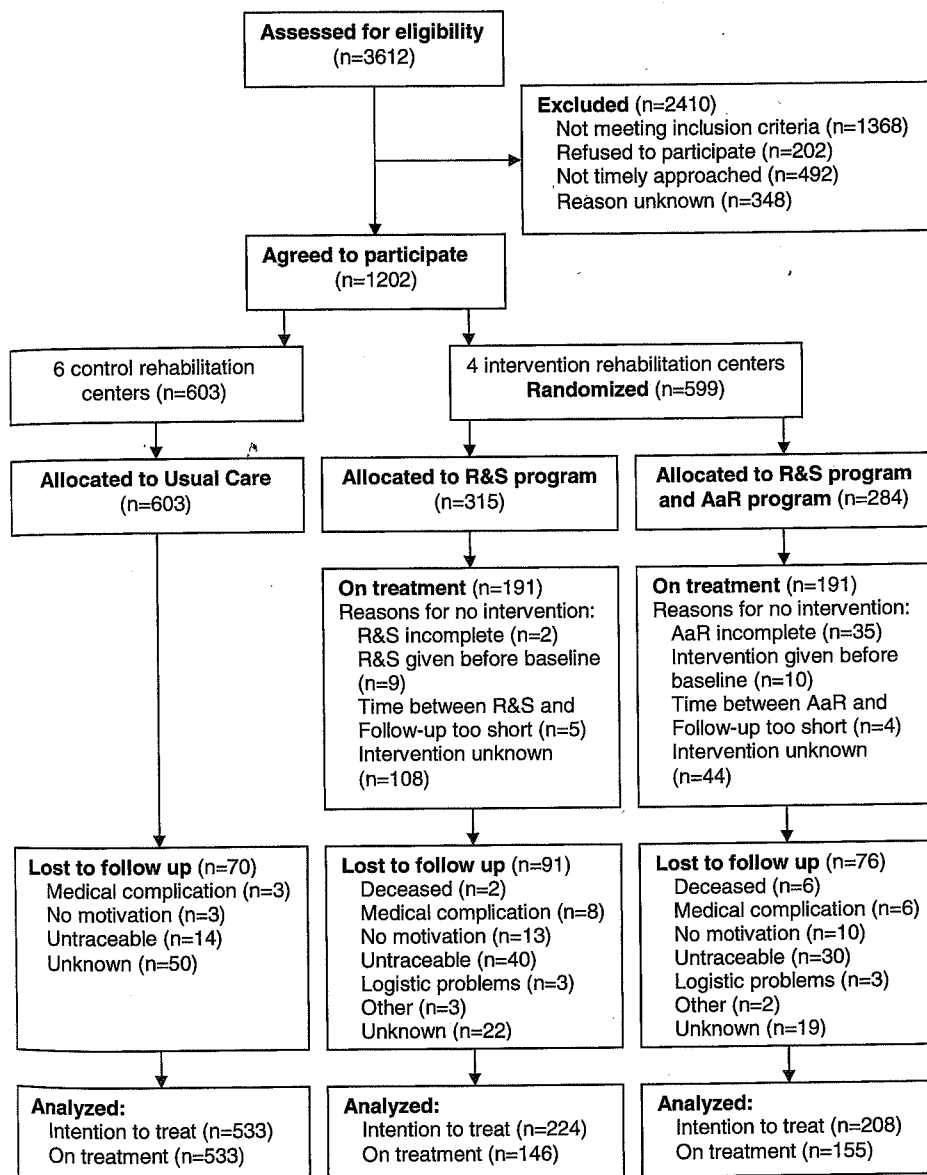 Assessed for eligibility
(n=3612)
Excluded (n=2410)
Not meeting inclusion criteria (n=1368)
Refused to participate (n=202)
Not timely approached (n=492)
Reason unknown (n=348)
Agreed to participate
(n=1202)
6 control rehabilitation
centers (n=603)
4 intervention rehabilitation centers
Randomized (n=599)
Allocated to Usual Care
(n=603)
Allocated to R&S program
(n=315)
Allocated to R&S program
and AaR program (n=284)
On treatment (n=191)
Reasons for no intervention:
R&S incomplete (n=2)
R&S given before baseline
(n=9)
Time between R&S and
Follow-up too short (n=5)
Intervention unknown
(n=108)
On treatment (n=191)
Reasons for no intervention:
AaR incomplete (n=35)
Intervention given before
baseline (n=10)
Time between AaR and
Follow-up too short (n=4)
Intervention unknown
(n=44)
Lost to follow up (n=70)
Medical complication (n=3)
No motivation (n=3)
Untraceable (n=14)
Unknown (n=50)
Lost to follow up (n=91)
Deceased (n=2)
Medical complication (n=8)
No motivation (n=13)
Untraceable (n=40)
Logistic problems (n=3)
Other (n=3)
Unknown (n=22)
Lost to follow up (n=76)
Deceased (n=6)
Medical complication (n=6)
No motivation (n=10)
Untraceable (n=30)
Logistic problems (n=3)
Other (n=2)
Unknown (n=19)
Analyzed:
Intention to treat (n=533)
On treatment (n=533)
Analyzed:
Intention to treat (n=224)
On treatment (n=146)
Analyzed:
Intention to treat (n=208)
On treatment (n=155)